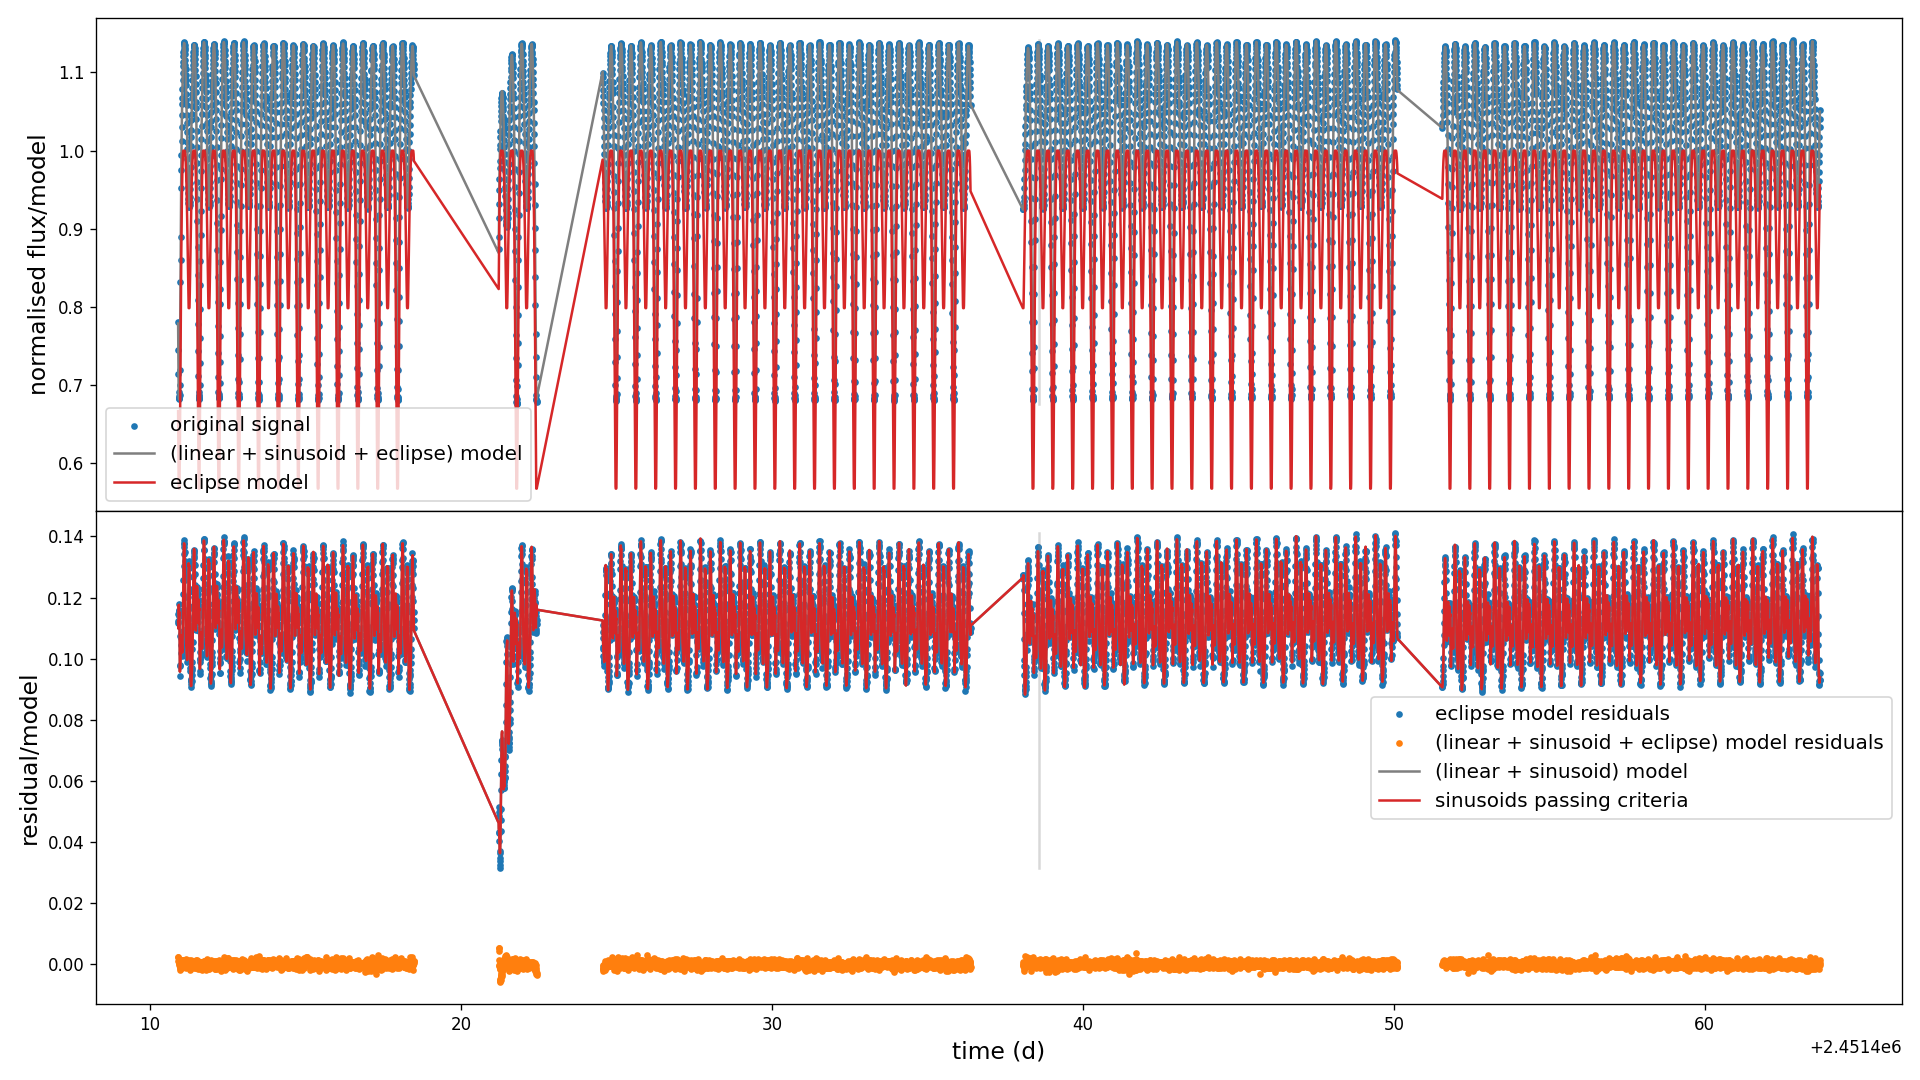 normalised flux/model
1.1
1.0
0.9
0.8
0.7
0.6
original signal
(linear + sinusoid + eclipse) model
eclipse model
residual/model
0.14
0.12
0.10
0.08
0.06
0.04
0.02
0.00
eclipse model residuals
(linear + sinusoid + eclipse) model residuals
(linear + sinusoid) model
sinusoids passing criteria
10 20 30 40 50 60
time (d)
+2.4514e6